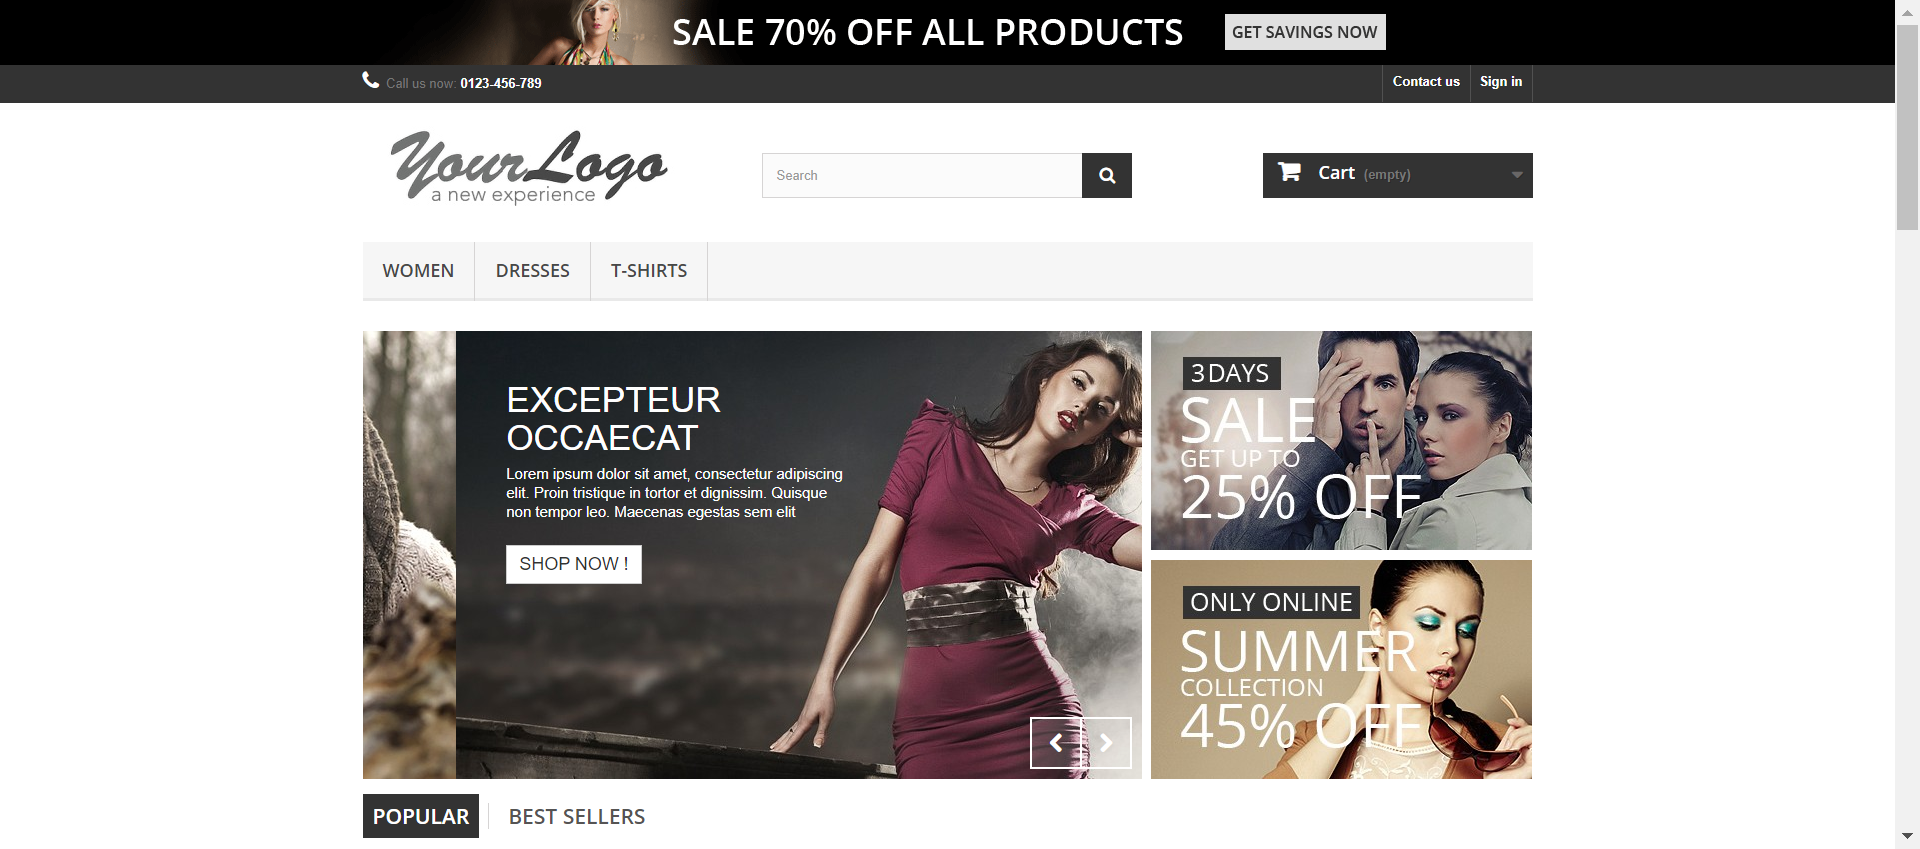 SALE 70% OFF ALL PRODUCTS GET SAVINGS NOW
Call us now: 0123-456-789 Contact us Sign in
YourLogo
a new experience
Search Cart (empty)
WOMEN DRESSES T-SHIRTS
EXCEPTEUR
OCCAECAT
Lorem ipsum dolor sit amet, consectetur adipiscing
elit. Proin tristique in tortor et dignissim. Quisque
non tempor leo. Maecenas egestas sem elit
SHOP NOW !
3DAYS
SALE
GET UP TO
25% OFF
ONLY ONLINE
SUMMER
COLLECTION
45% OFF
POPULAR BEST SELLERS